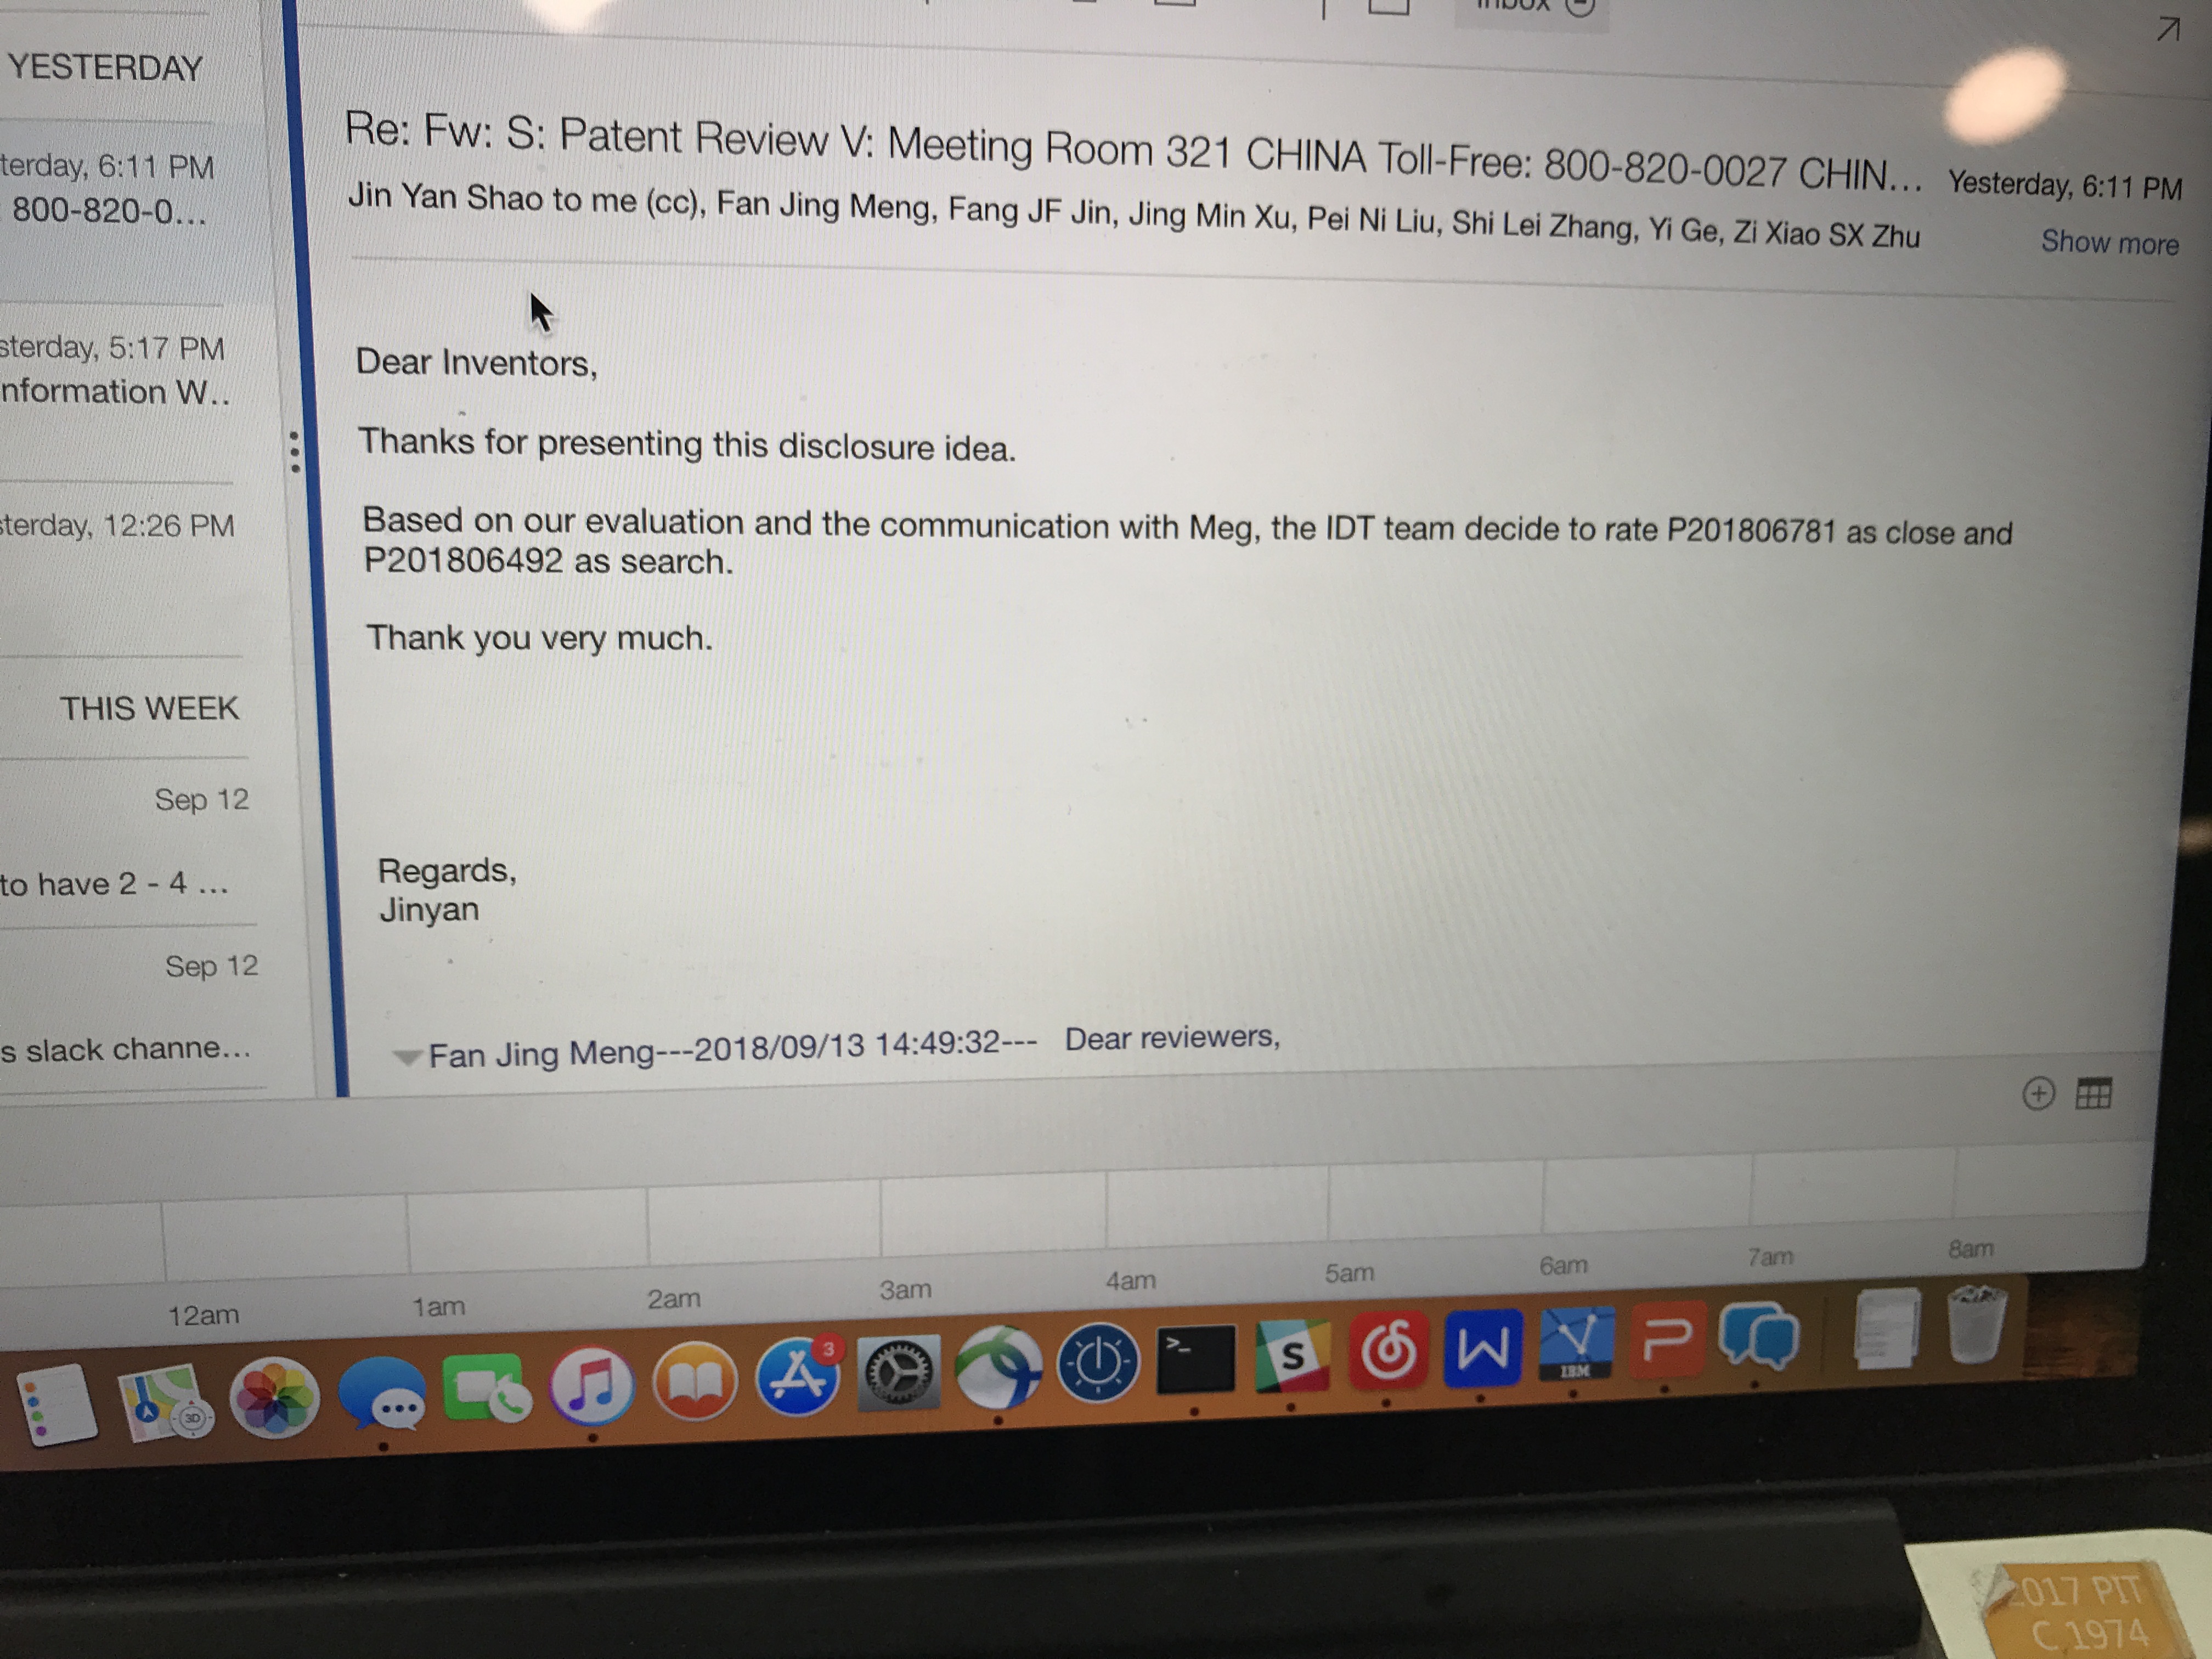 YESTERDAY
terday, 6:11 PM
800-820-0...
sterday, 5:17 PM
nformation W..
sterday, 12:26 PM
THIS WEEK
Sep 12
to have 2 - 4 ...
Sep 12
s slack channe...
Inbox
Re: Fw: S: Patent Review V: Meeting Room 321 CHINA Toll-Free: 800-820-0027 CHIN...
Yesterday, 6:11 PM
Jin Yan Shao to me (cc), Fan Jing Meng, Fang JF Jin, Jing Min Xu, Pei Ni Liu, Shi Lei Zhang, Yi Ge, Zi Xiao SX Zhu
Show more
Dear Inventors,
Thanks for presenting this disclosure idea.
Based on our evaluation and the communication with Meg, the IDT team decide to rate P201806781 as close and
P201806492 as search.
Thank you very much.
Regards,
Jinyan
Fan Jing Meng---2018/09/13 14:49:32--- Dear reviewers,
12am 1am 2am 3am 4am 5am 6am 7am 8am
3
3D
>_
S
IBM
2017 PIT
C 1974